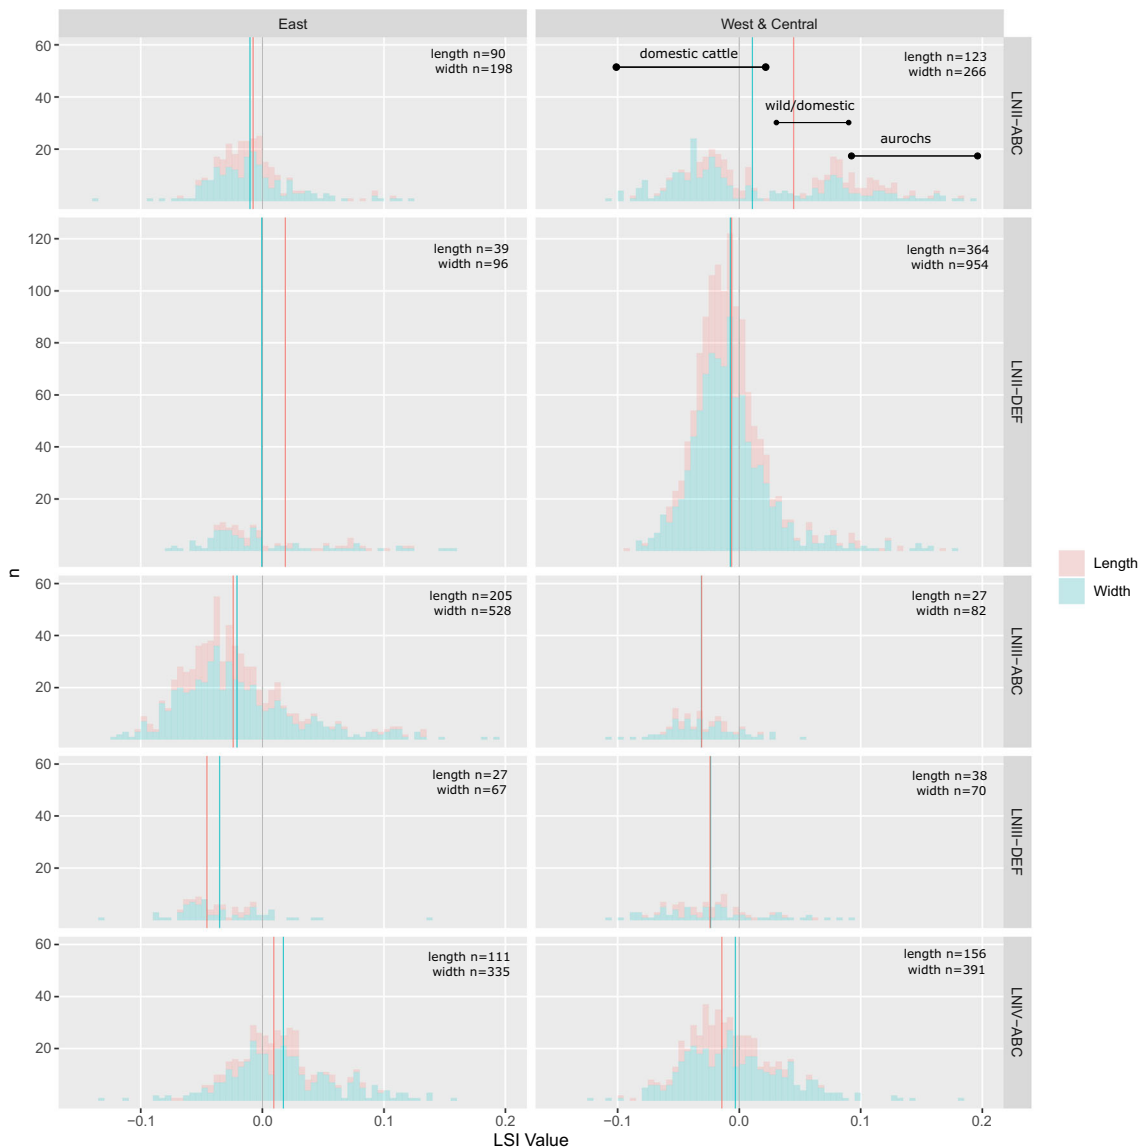 East
West & Central
60
40
20
length n=90
width n=198
domestic cattle
wild/domestic
aurochs
length n=123
width n=266
LNII−ABC
120
100
80
60
40
20
length n=39
width n=96
length n=364
width n=954
LNII−DEF
n
60
40
20
length n=205
width n=528
length n=27
width n=82
LNIII−ABC
60
40
20
length n=27
width n=67
length n=38
width n=70
LNIII−DEF
60
40
20
length n=111
width n=335
length n=156
width n=391
LNIV−ABC
−0.1 0.0 0.1 0.2
−0.1 0.0 0.1 0.2
LSI Value
Length
Width